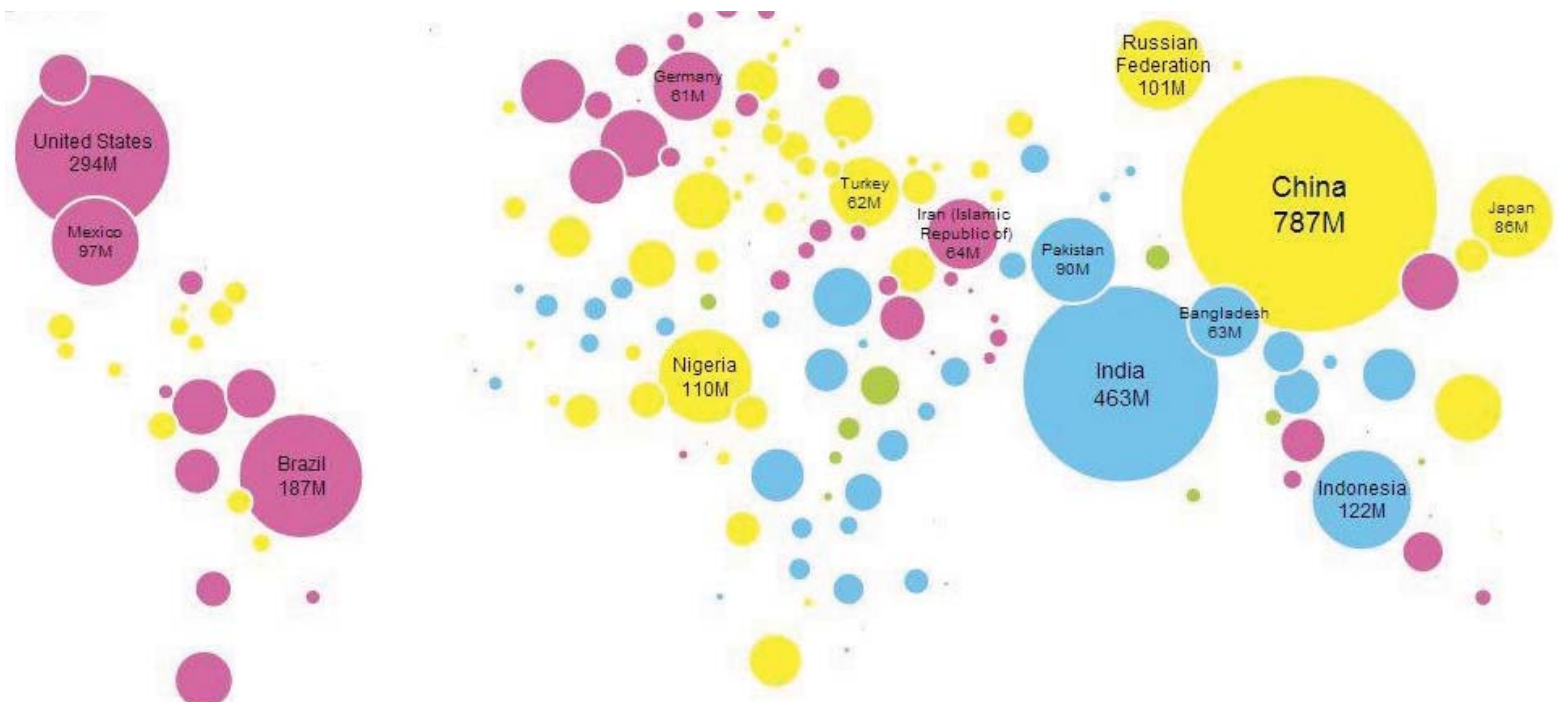 Russian
Federation
101M
Germany
61M
United States
294M
China
787M
Turkey
62M
Japan
86M
Iran (Islamic
Republic of)
64M
Mexico
97M
Pakistan
90M
Bangladesh
63M
Nigeria
110M
India
463M
Brazil
187M
Indonesia
122M